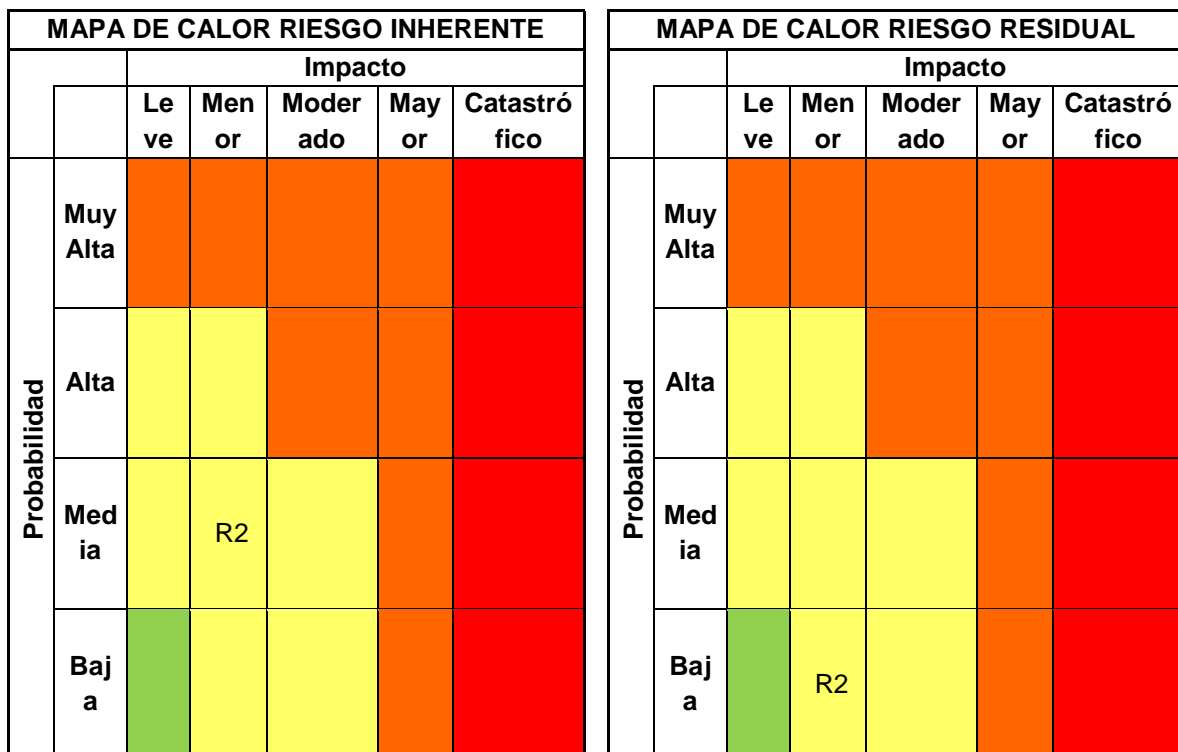 MAPA DE CALOR RIESGO INHERENTE
Impacto
Le
ve
Men
or
Moder
ado
May
or
Catastró
fico
Probabilidad
Muy
Alta
Alta
Med
ia
R2
Baj
a
MAPA DE CALOR RIESGO RESIDUAL
Impacto
Le
ve
Men
or
Moder
ado
May
or
Catastró
fico
Probabilidad
Muy
Alta
Alta
Med
ia
Baj
a
R2